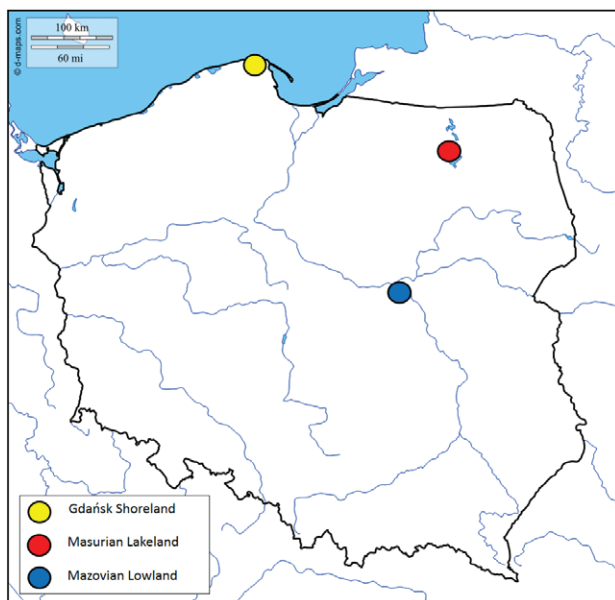 100 km
60 mi
© d-maps.com
Gdańsk Shoreland
Masurian Lakeland
Mazovian Lowland